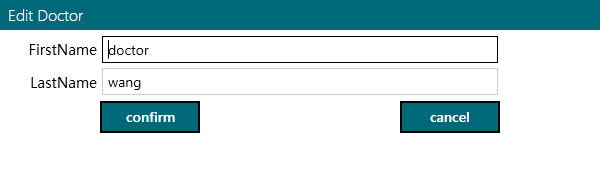 Edit Doctor
FirstName doctor
LastName wang
confirm cancel